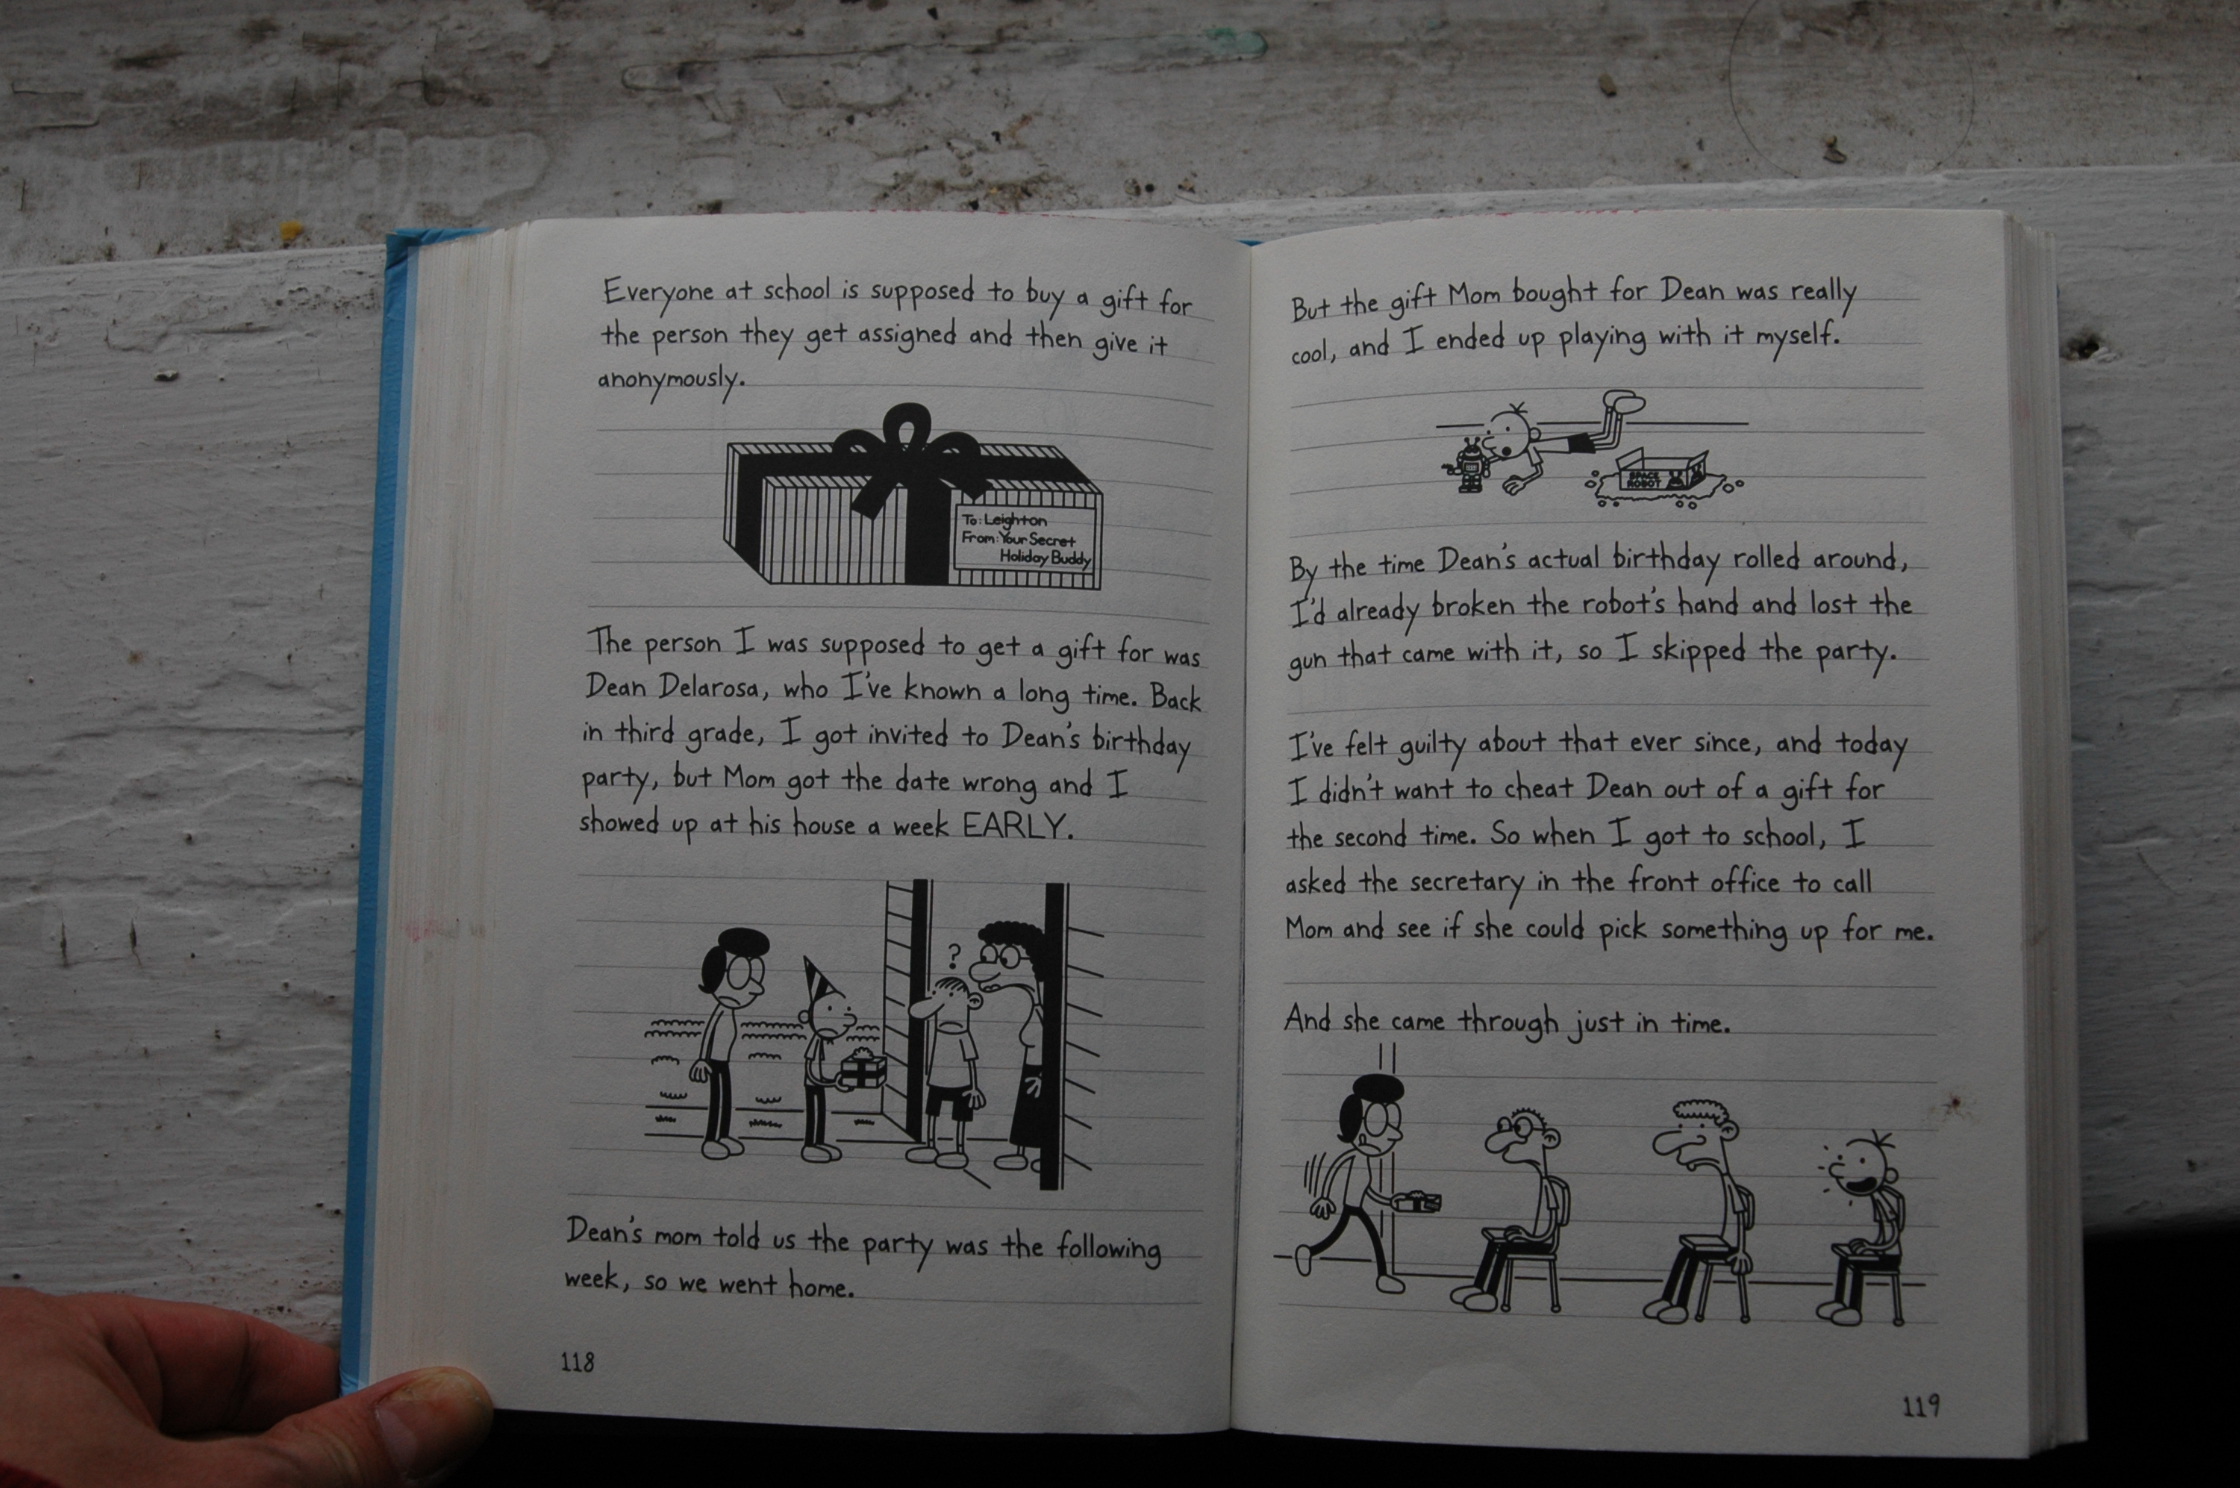 Everyone at school is supposed to buy a gift for
the person they get assigned and then give it
anonymously.
To: Leighton
From: Your Secret
Holiday Buddy
The person I was supposed to get a gift for was
Dean Delarosa, who I've known a long time. Back
in third grade, I got invited to Dean's birthday
party, but Mom got the date wrong and I
showed up at his house a week EARLY.
?
Dean's mom told us the party was the following
week, so we went home.
118
But the gift Mom bought for Dean was really
cool, and I ended up playing with it myself.
SPACE
ROBOT
By the time Dean's actual birthday rolled around,
I'd already broken the robot's hand and lost the
gun that came with it, so I skipped the party.
I've felt guilty about that ever since, and today
I didn't want to cheat Dean out of a gift for
the second time. So when I got to school, I
asked the secretary in the front office to call
Mom and see if she could pick something up for me.
And she came through just in time.
119